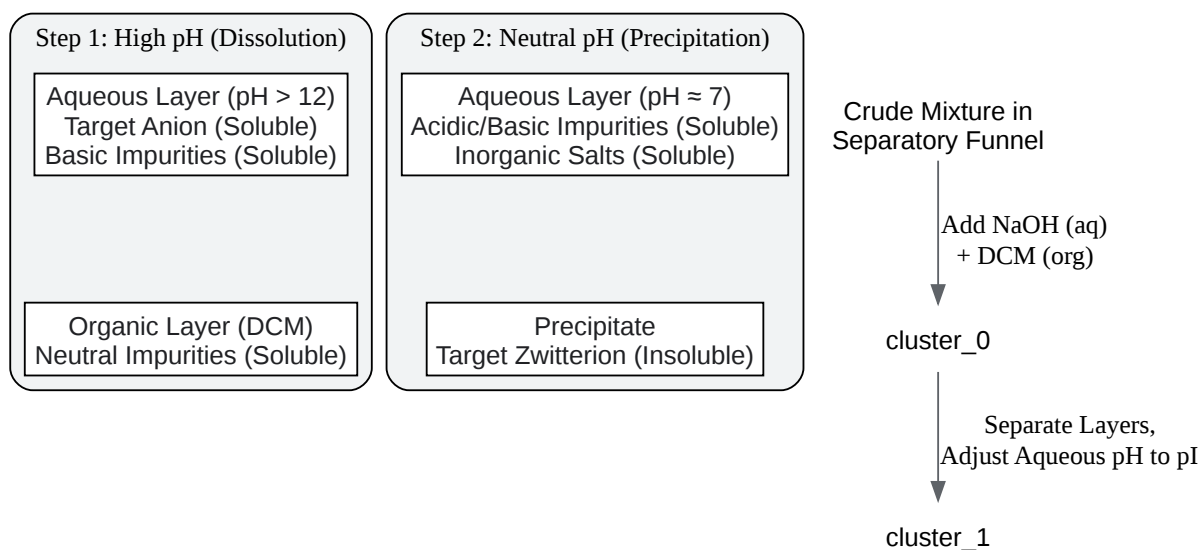 Step 1: High pH (Dissolution)
Aqueous Layer (pH > 12)
Target Anion (Soluble)
Basic Impurities (Soluble)
Organic Layer (DCM)
Neutral Impurities (Soluble)
Step 2: Neutral pH (Precipitation)
Aqueous Layer (pH ≈ 7)
Acidic/Basic Impurities (Soluble)
Inorganic Salts (Soluble)
Precipitate
Target Zwitterion (Insoluble)
Crude Mixture in
Separatory Funnel
Add NaOH (aq)
+ DCM (org)
cluster_0
Separate Layers,
Adjust Aqueous pH to pI
cluster_1